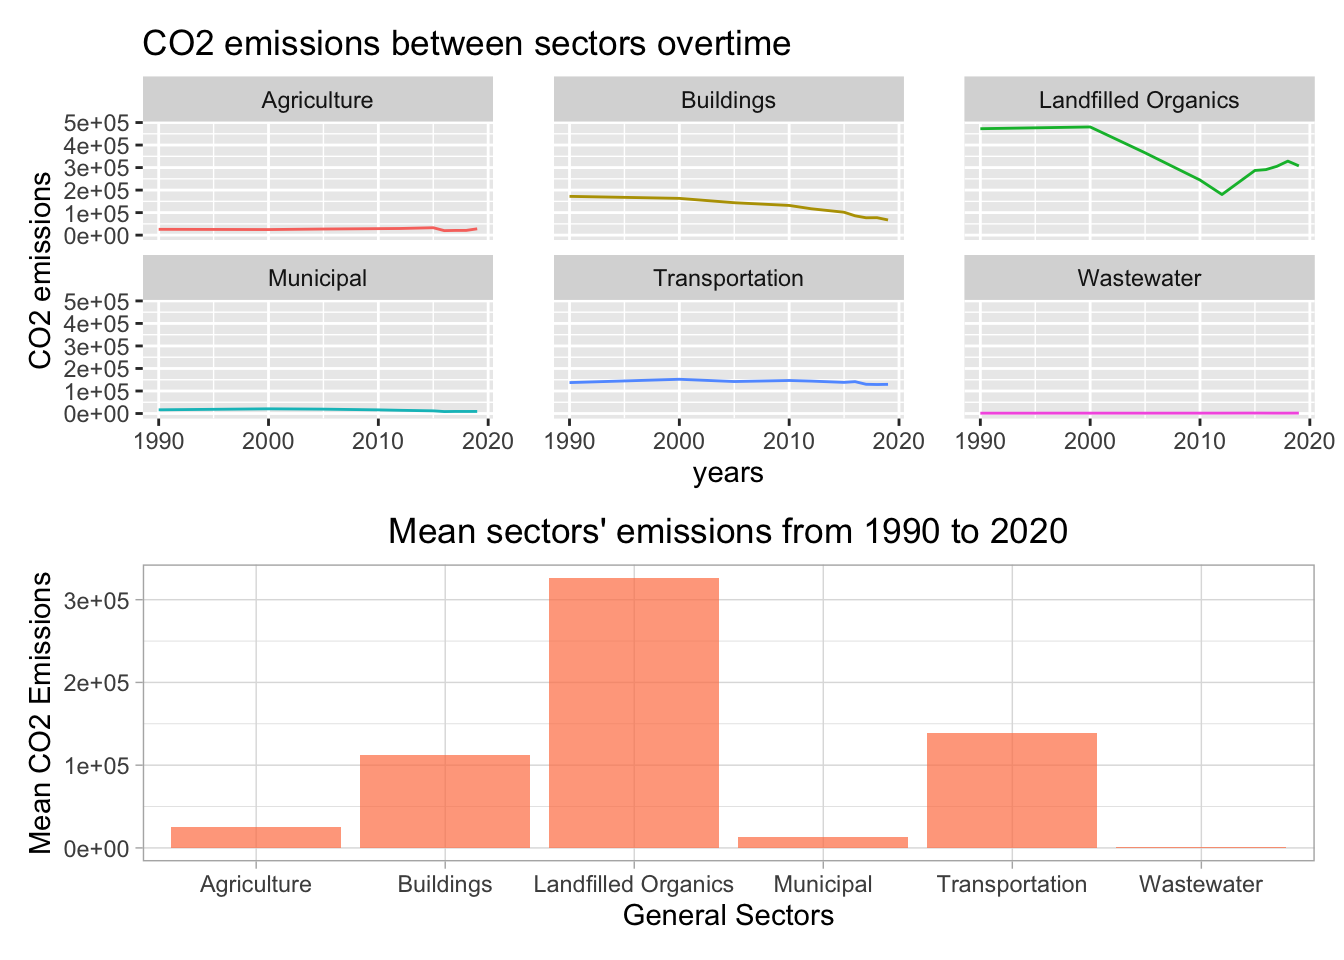 CO2 emissions between sectors overtime
Agriculture Buildings Landfilled Organics
5e+05
4e+05
3e+05
2e+05
1e+05
0e+00
CO2 emissions
Municipal Transportation Wastewater
5e+05
4e+05
3e+05
2e+05
1e+05
0e+00
1990 2000 2010 2020 1990 2000 2010 2020 1990 2000 2010 2020
years
Mean sectors' emissions from 1990 to 2020
Mean CO2 Emissions
3e+05
2e+05
1e+05
0e+00
Agriculture Buildings Landfilled Organics Municipal Transportation Wastewater
General Sectors